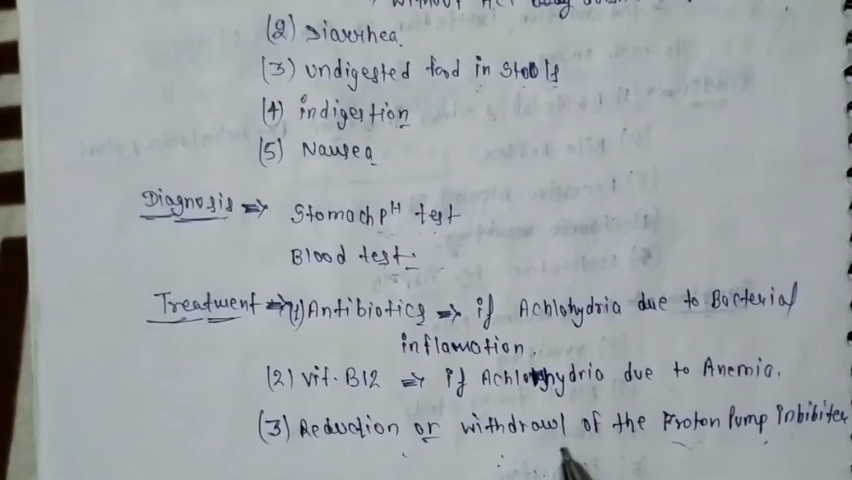 without
(2) Diarrhea.
(3) undigested food in stools
(4) indigestion
(5) Nausea
Diagnosis ⇒ Stomach pH test
Blood test.
Treatment ⇒ (1) Antibiotics ⇒ if Achlohydria due to Bacterial
inflamation.
(2) Vit. B12 ⇒ if Achlohydria due to Anemia.
(3) Reduction or withdrawl of the Proton Pump Inbibiter